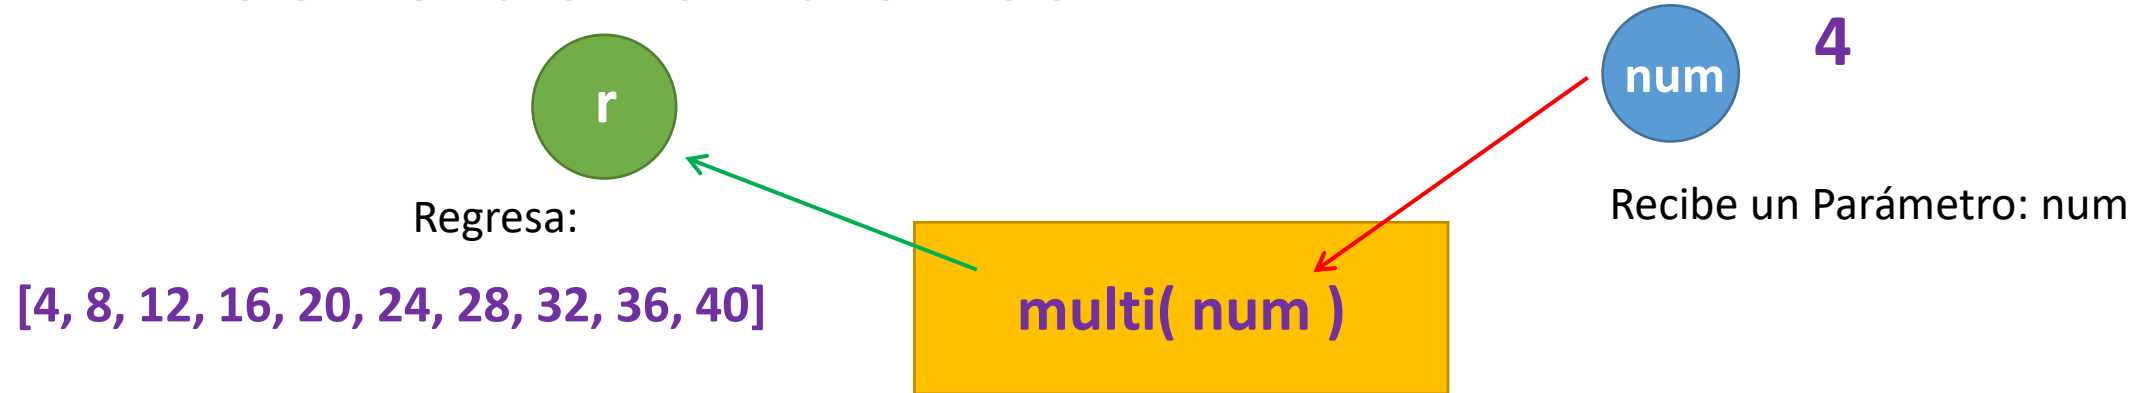 4
num
r
Recibe un Parámetro: num
Regresa:
[4, 8, 12, 16, 20, 24, 28, 32, 36, 40]
multi( num )